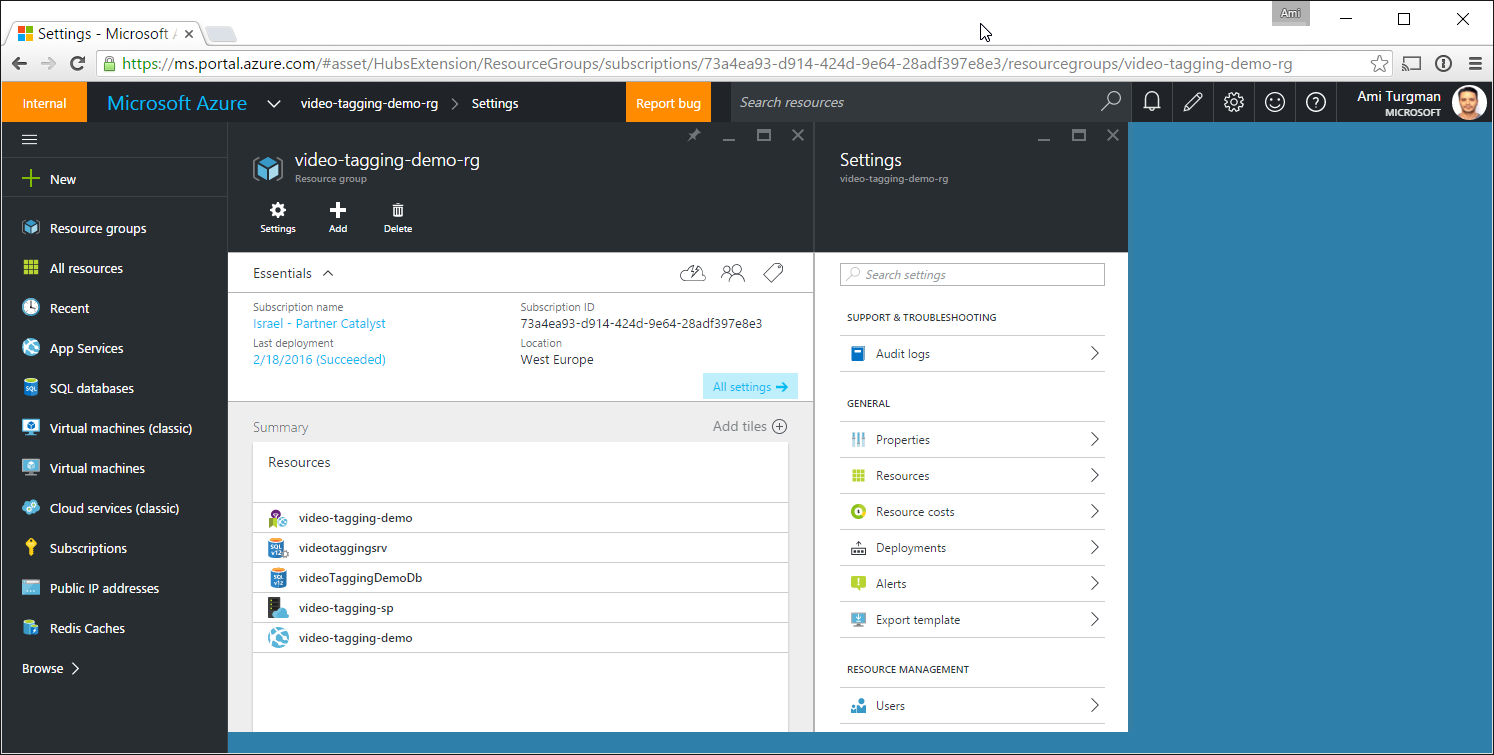 Ami
Settings - Microsoft A
https://ms.portal.azure.com/#asset/HubsExtension/ResourceGroups/subscriptions/73a4ea93-d914-424d-9e64-28adf397e8e3/resourcegroups/video-tagging-demo-rg
Internal
Microsoft Azure
video-tagging-demo-rg > Settings
Report bug
Search resources
Ami Turgman
MICROSOFT
New
Resource groups
All resources
Recent
App Services
SQL databases
Virtual machines (classic)
Virtual machines
Cloud services (classic)
Subscriptions
Public IP addresses
Redis Caches
Browse >
video-tagging-demo-rg
Resource group
Settings
Add
Delete
Essentials
Subscription name
Israel - Partner Catalyst
Last deployment
2/18/2016 (Succeeded)
Subscription ID
73a4ea93-d914-424d-9e64-28adf397e8e3
Location
West Europe
All settings →
Summary
Add tiles
Resources
video-tagging-demo
videotaggingsrv
videoTaggingDemoDb
video-tagging-sp
video-tagging-demo
Settings
video-tagging-demo-rg
Search settings
SUPPORT & TROUBLESHOOTING
Audit logs
GENERAL
Properties
Resources
Resource costs
Deployments
Alerts
Export template
RESOURCE MANAGEMENT
Users